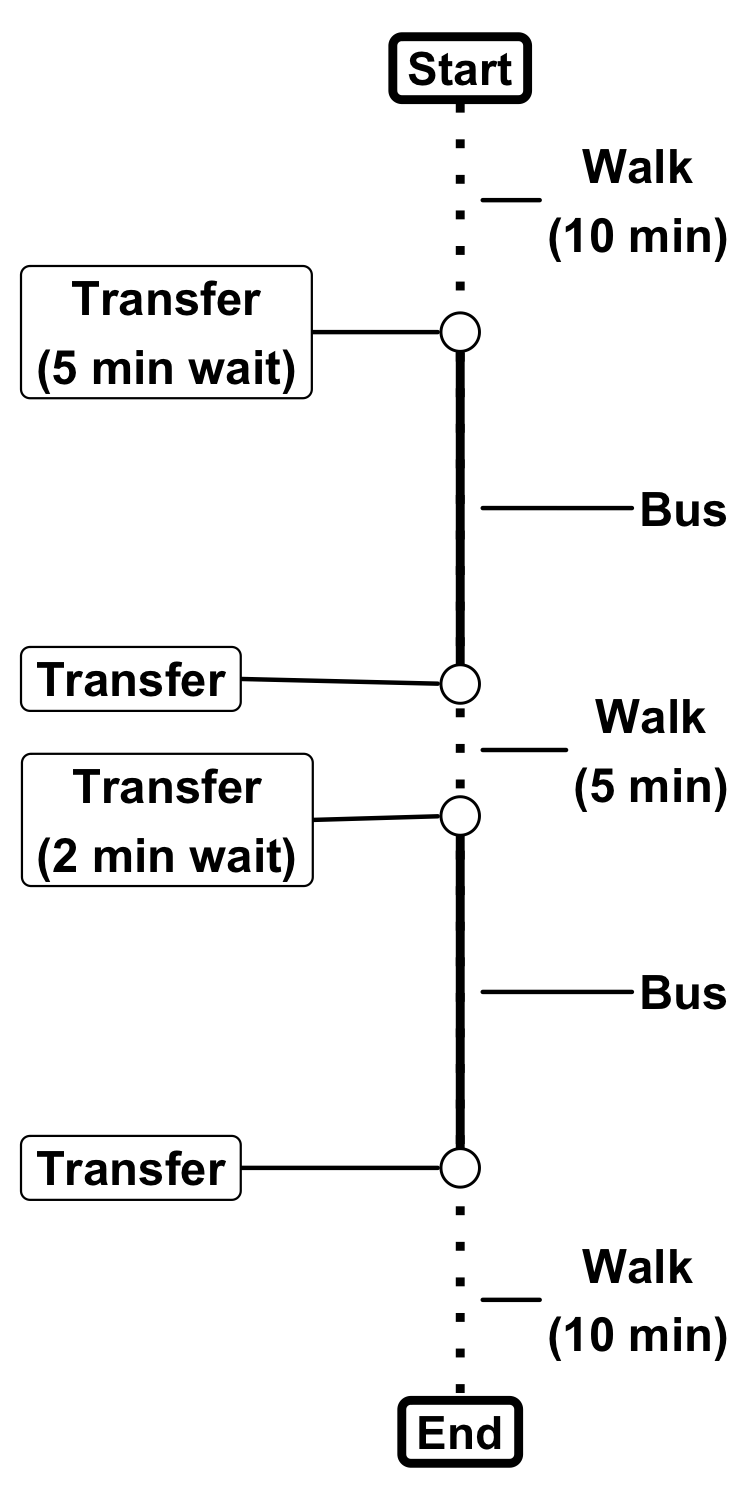 Start
Walk
(10 min)
Transfer
(5 min wait)
Bus
Transfer
Walk
(5 min)
Transfer
(2 min wait)
Bus
Transfer
Walk
(10 min)
End